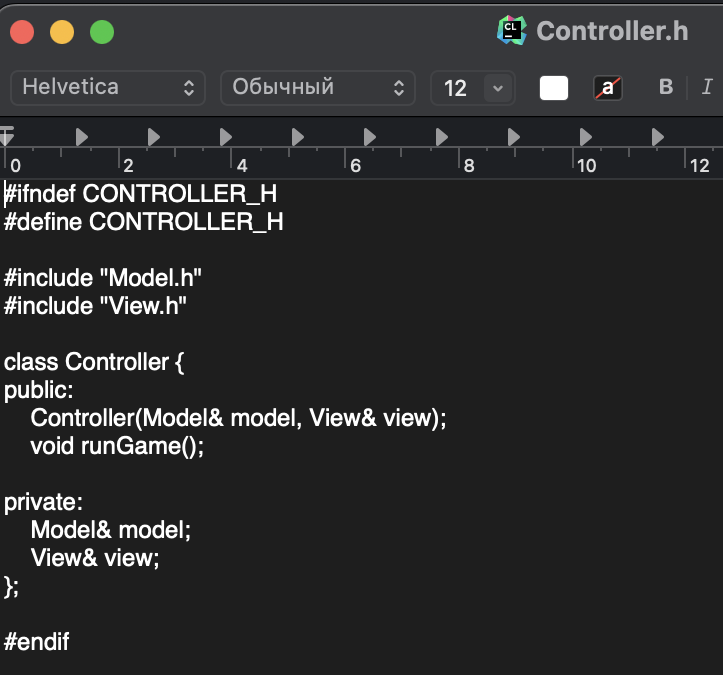 CL
Controller.h
Helvetica
Обычный
12
a
B
I
0
2
4
6
8
10
12
#ifndef CONTROLLER_H
#define CONTROLLER_H
#include "Model.h"
#include "View.h"
class Controller {
public:
Controller(Model& model, View& view);
void runGame();
private:
Model& model;
View& view;
};
#endif